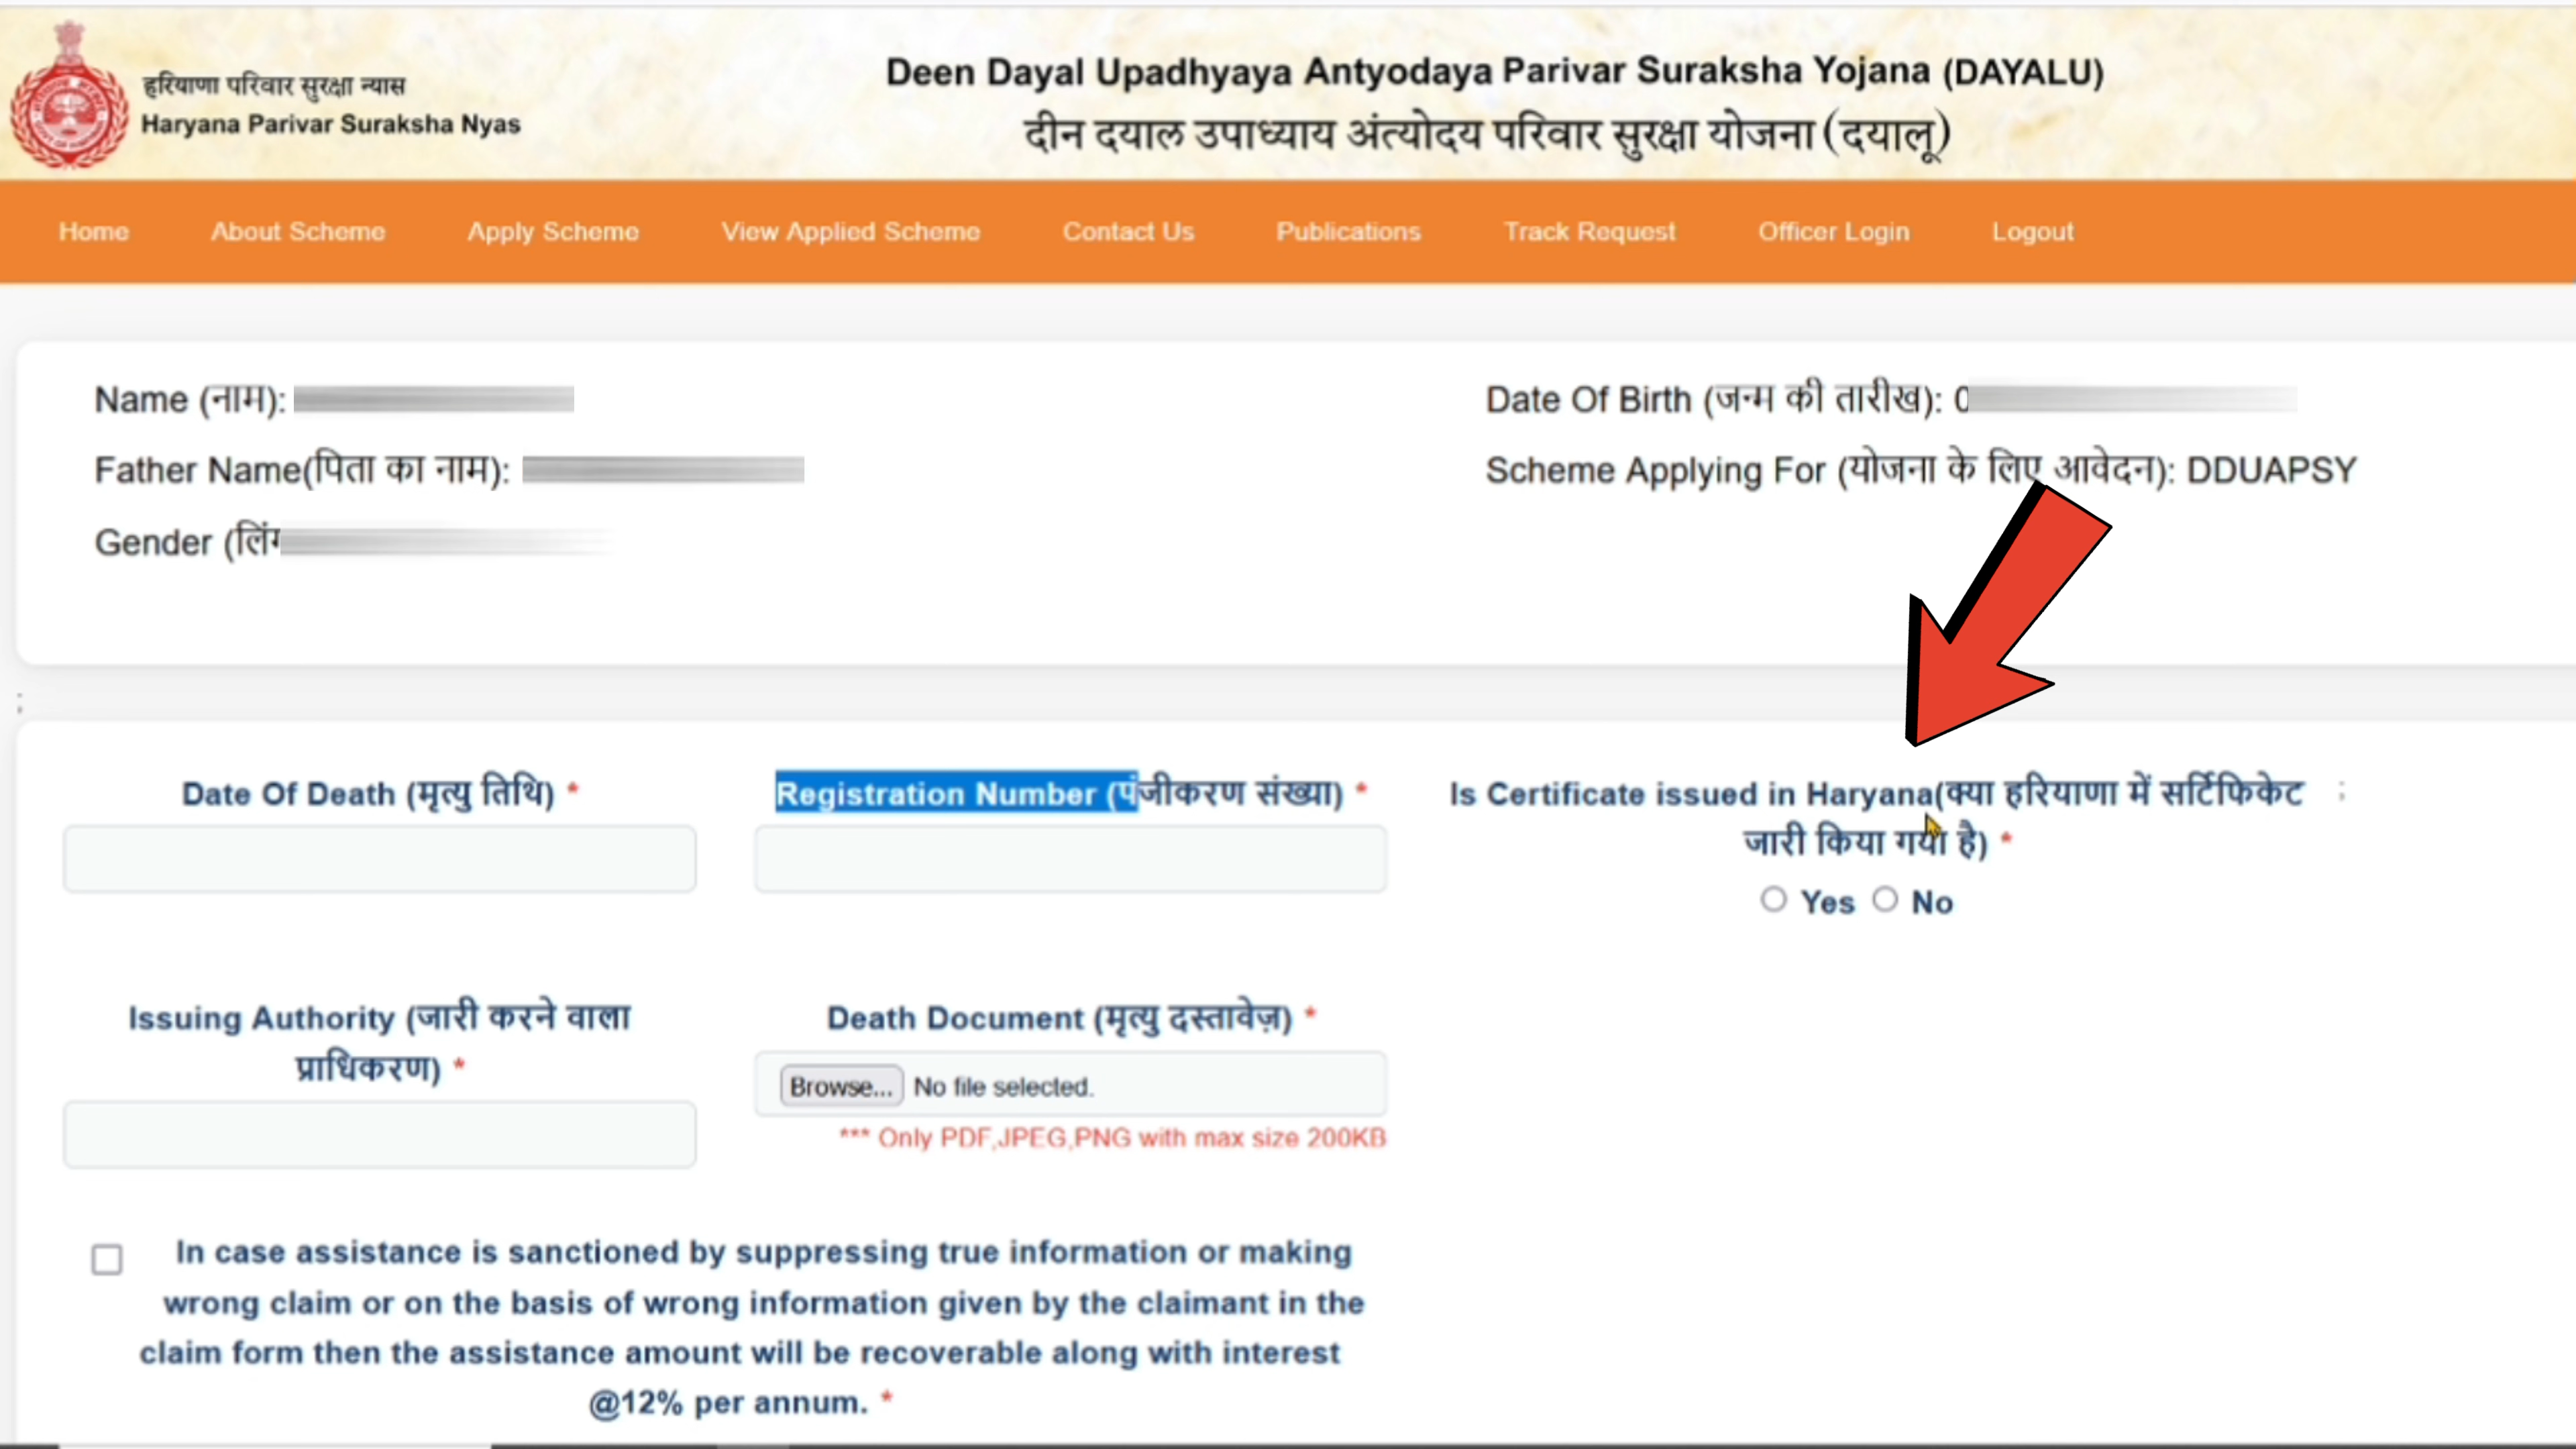 हरियाणा परिवार सुरक्षा न्यास
Haryana Parivar Suraksha Nyas
Deen Dayal Upadhyaya Antyodaya Parivar Suraksha Yojana (DAYALU)
दीन दयाल उपाध्याय अंत्योदय परिवार सुरक्षा योजना (दयालू)
Home About Scheme Apply Scheme View Applied Scheme Contact Us Publications Track Request Officer Login Logout
Name (नाम):
Date Of Birth (जन्म की तारीख): 0
Father Name(पिता का नाम):
Scheme Applying For (योजना के लिए आवेदन): DDUAPSY
Gender
;
Date Of Death (मृत्यु तिथि) *
Registration Number (पंजीकरण संख्या) *
Is Certificate issued in Haryana(क्या हरियाणा में सर्टिफिकेट
जारी किया गया है) *
;
Yes No
Issuing Authority (जारी करने वाला
प्राधिकरण) *
Death Document (मृत्यु दस्तावेज़) *
Browse... No file selected.
*** Only PDF,JPEG,PNG with max size 200KB
In case assistance is sanctioned by suppressing true information or making
wrong claim or on the basis of wrong information given by the claimant in the
claim form then the assistance amount will be recoverable along with interest
@12% per annum. *